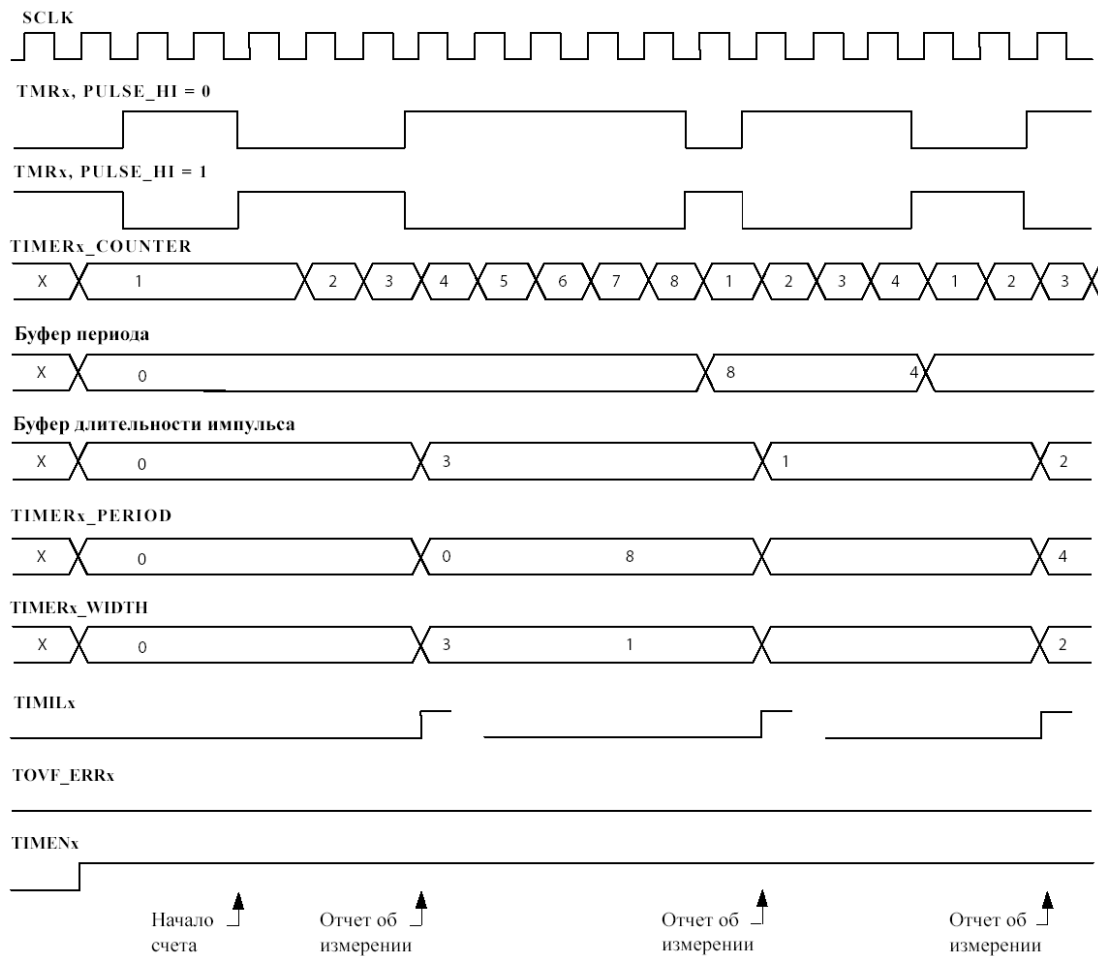 SCLK
TMRx, PULSE_HI = 0
TMRx, PULSE_HI = 1
TIMERx_COUNTER
X 1 2 3 4 5 6 7 8 1 2 3 4 1 2 3
Буфер периода
X 0 8 4
Буфер длительности импульса
X 0 3 1 2
TIMERx_PERIOD
X 0 0 8 4
TIMERx_WIDTH
X 0 3 1 2
TIMILx
TOVF_ERRx
TIMENx
Начало Отчет об Отчет об Отчет об
счета измерении измерении измерении